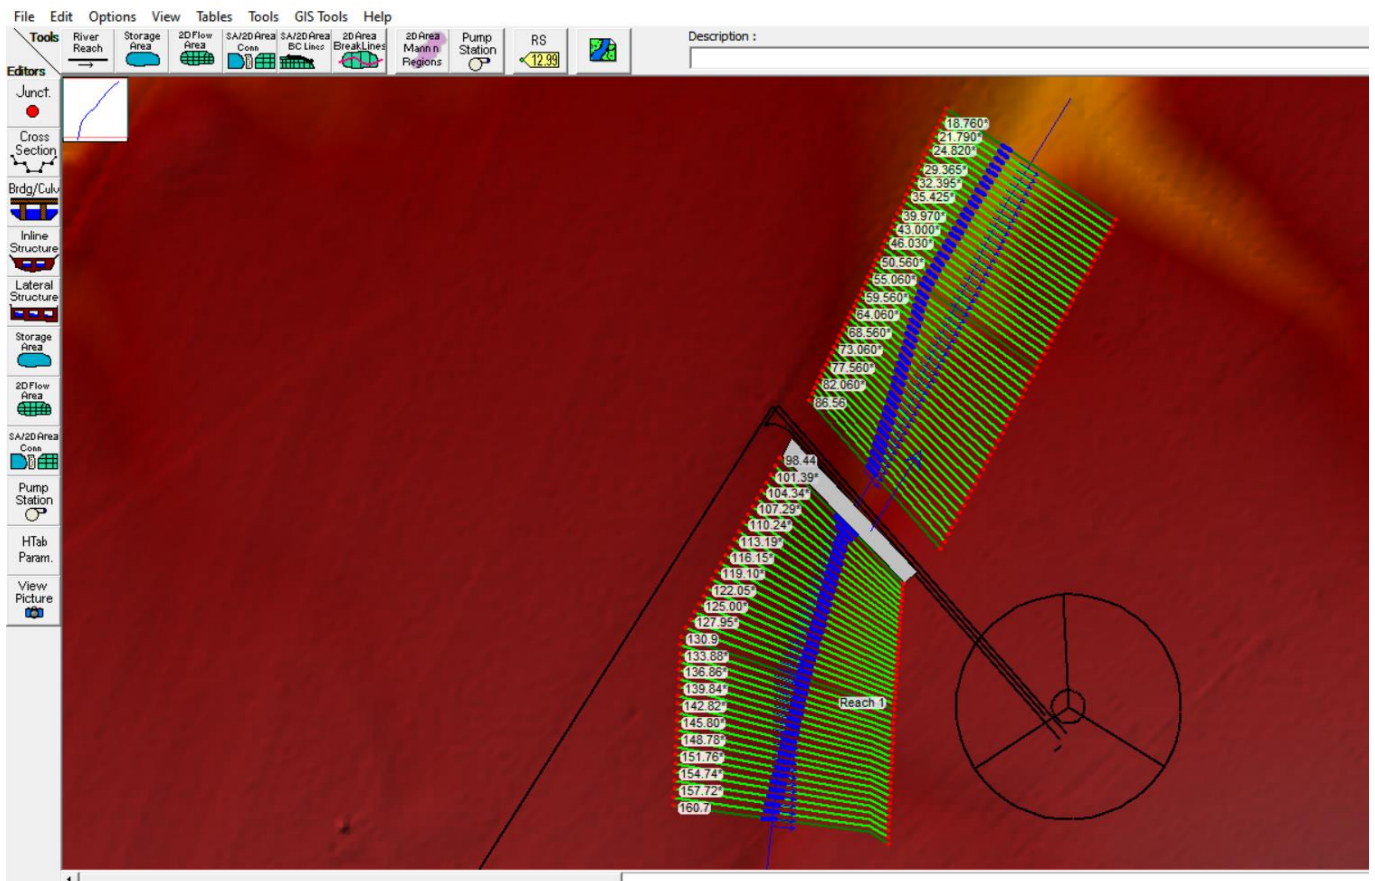 File Edit Options View Tables Tools GIS Tools Help
Tools
Editors
River
Reach
Storage
Area
2D Flow
Area
SA/2D Area
Conn
SA/2D Area
BC Lines
2D Area
BreakLines
2D Area
Mann n
Regions
Pump
Station
RS
12.99
Description :
Junct.
Cross
Section
Brdg/Culv
Inline
Structure
Lateral
Structure
Storage
Area
2D Flow
Area
SA/2D Area
Conn
Pump
Station
HTab
Param.
View
Picture
18.760*
21.790*
24.820*
29.365*
32.395*
35.425*
39.970*
43.000*
46.030*
50.560*
55.060*
59.560*
64.060*
68.560*
73.060*
77.560*
82.060*
86.56
98.44
101.39*
104.34*
107.29*
110.24*
113.19*
116.15*
119.10*
122.05*
125.00*
127.95*
130.9
133.88*
136.86*
139.84*
142.82*
145.80*
148.78*
151.76*
154.74*
157.72*
160.7
Reach 1